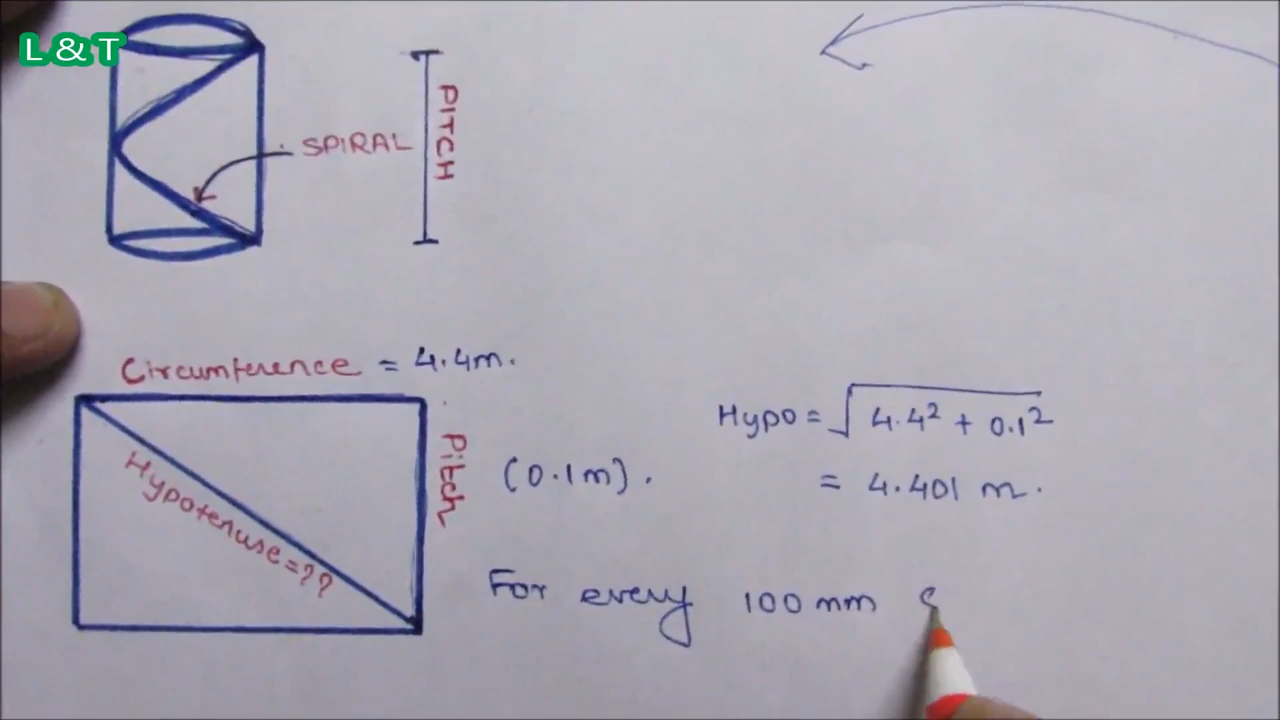 L & T
SPIRAL
PITCH
Circumference = 4.4m.
Pitch
(0.1m).
Hypotenuse=??
Hypo = √4.4² + 0.1²
= 4.401 m.
For every 100 mm